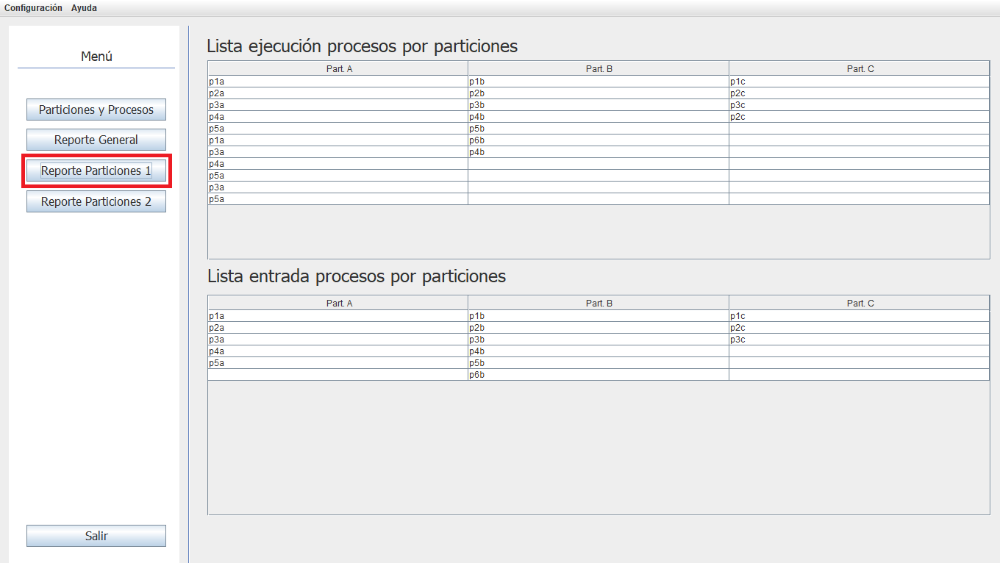 Configuración Ayuda
Menú
Particiones y Procesos
Reporte General
Reporte Particiones 1
Reporte Particiones 2
Salir
Lista ejecución procesos por particiones
Part. A Part. B Part. C
p1a p1b p1c
p2a p2b p2c
p3a p3b p3c
p4a p4b p2c
p5a p5b
p1a p6b
p3a p4b
p4a
p5a
p3a
p5a
Lista entrada procesos por particiones
Part. A Part. B Part. C
p1a p1b p1c
p2a p2b p2c
p3a p3b p3c
p4a p4b
p5a p5b
p6b